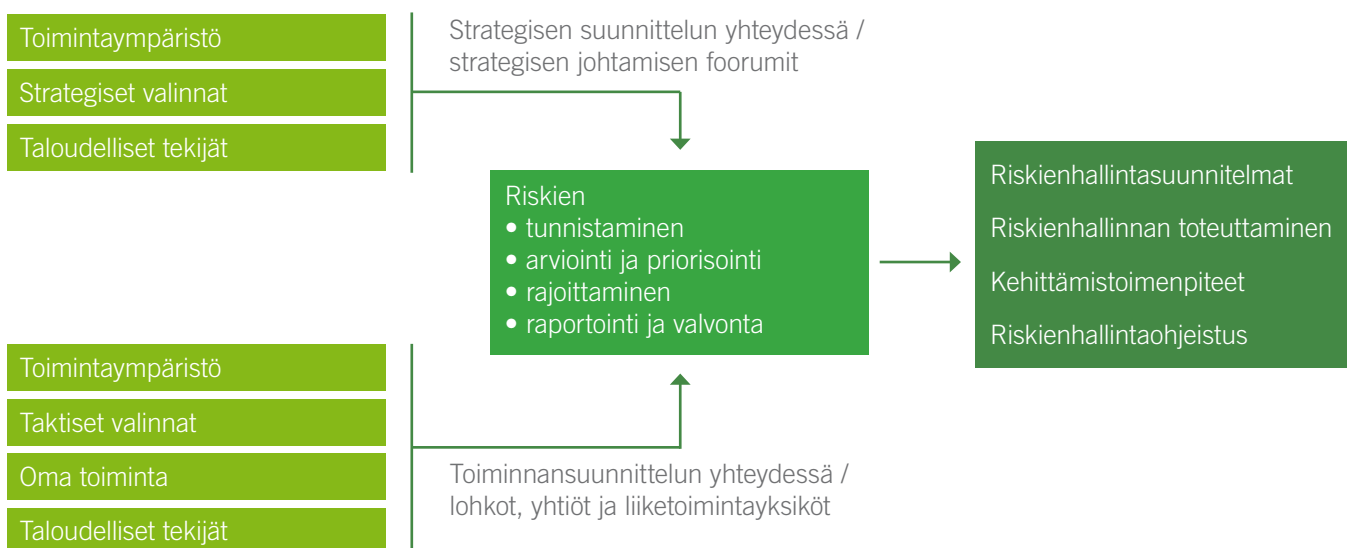 Toimintaympäristö
Strategiset valinnat
Taloudelliset tekijät
Strategisen suunnittelun yhteydessä /
strategisen johtamisen foorumit
Riskien
• tunnistaminen
• arviointi ja priorisointi
• rajoittaminen
• raportointi ja valvonta
Riskienhallintasuunnitelmat
Riskienhallinnan toteuttaminen
Kehittämistoimenpiteet
Riskienhallintaohjeistus
Toimintaympäristö
Taktiset valinnat
Oma toiminta
Taloudelliset tekijät
Toiminnansuunnittelun yhteydessä /
lohkot, yhtiöt ja liiketoimintayksiköt